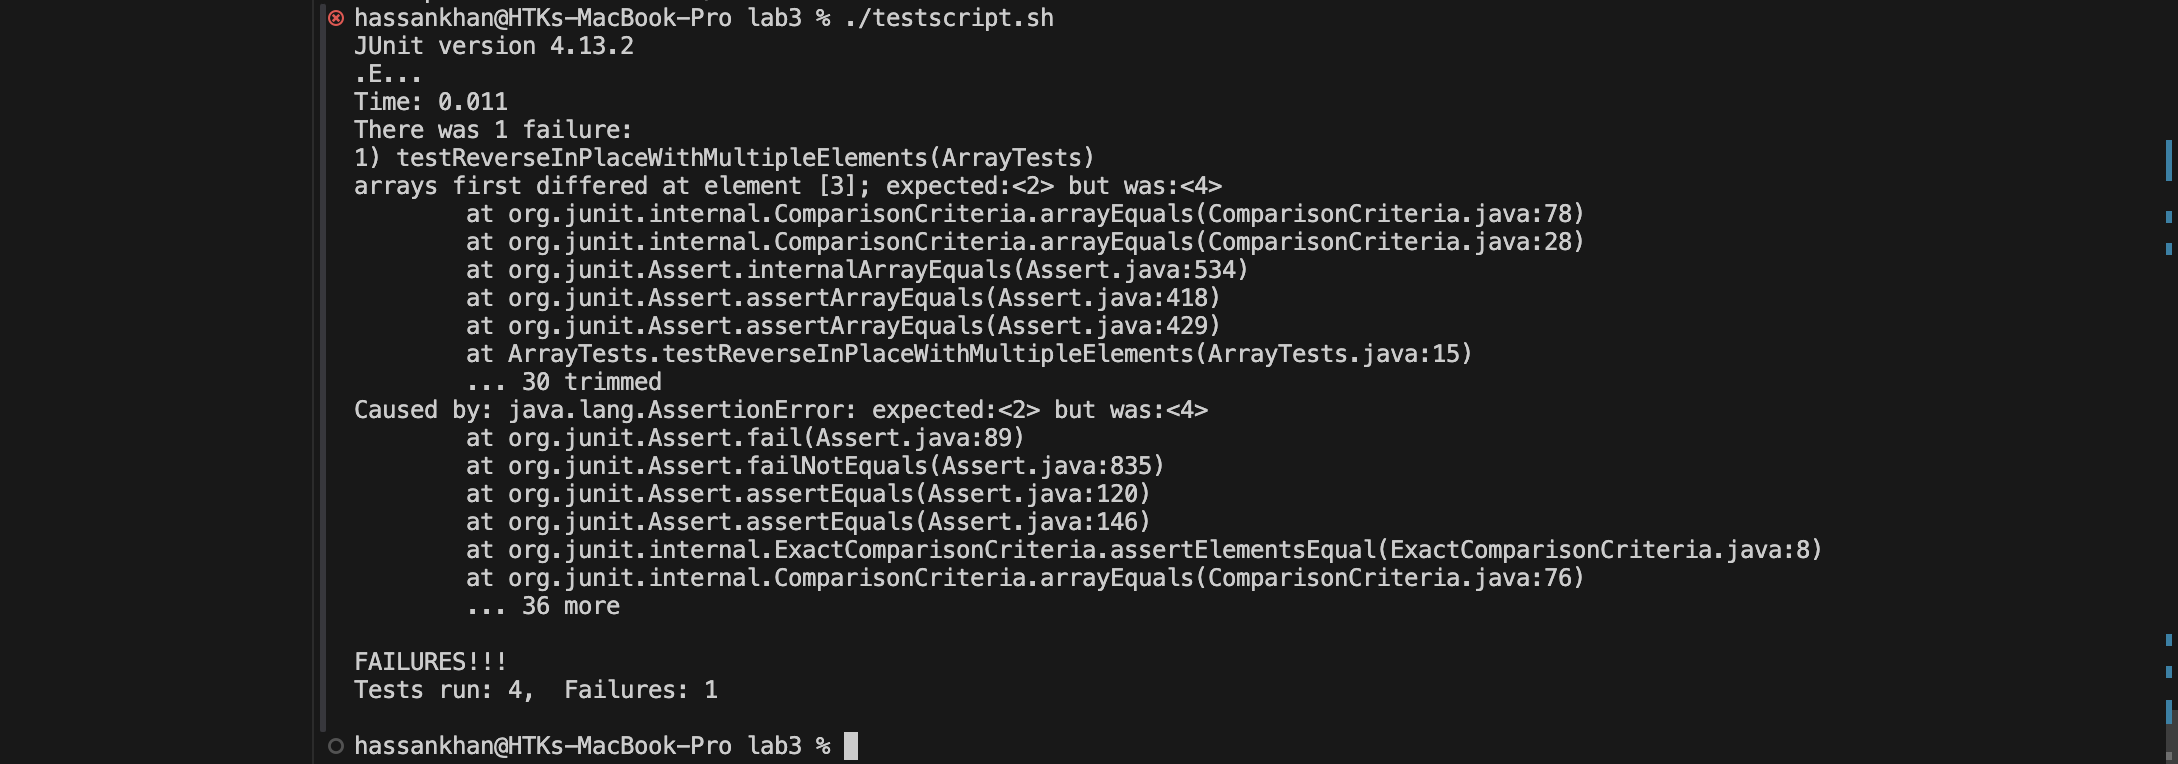 hassankhan@HTKs-MacBook-Pro lab3 % ./testscript.sh
JUnit version 4.13.2
.E...
Time: 0.011
There was 1 failure:
1) testReverseInPlaceWithMultipleElements(ArrayTests)
arrays first differed at element [3]; expected:<2> but was:<4>
        at org.junit.internal.ComparisonCriteria.arrayEquals(ComparisonCriteria.java:78)
        at org.junit.internal.ComparisonCriteria.arrayEquals(ComparisonCriteria.java:28)
        at org.junit.Assert.internalArrayEquals(Assert.java:534)
        at org.junit.Assert.assertArrayEquals(Assert.java:418)
        at org.junit.Assert.assertArrayEquals(Assert.java:429)
        at ArrayTests.testReverseInPlaceWithMultipleElements(ArrayTests.java:15)
        ... 30 trimmed
Caused by: java.lang.AssertionError: expected:<2> but was:<4>
        at org.junit.Assert.fail(Assert.java:89)
        at org.junit.Assert.failNotEquals(Assert.java:835)
        at org.junit.Assert.assertEquals(Assert.java:120)
        at org.junit.Assert.assertEquals(Assert.java:146)
        at org.junit.internal.ExactComparisonCriteria.assertElementsEqual(ExactComparisonCriteria.java:8)
        at org.junit.internal.ComparisonCriteria.arrayEquals(ComparisonCriteria.java:76)
        ... 36 more

FAILURES!!!
Tests run: 4,  Failures: 1

hassankhan@HTKs-MacBook-Pro lab3 %